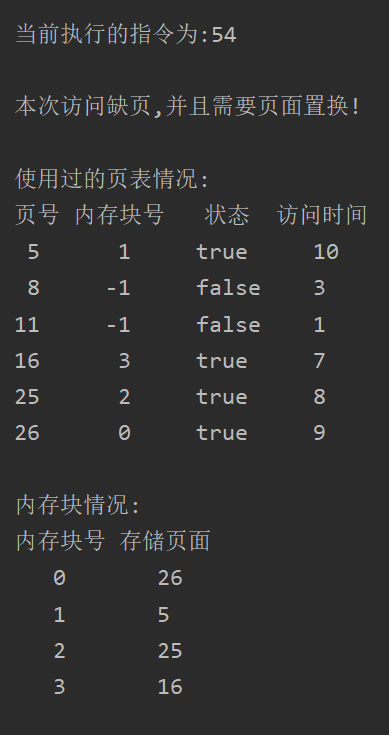 当前执行的指令为:54
本次访问缺页,并且需要页面置换!
使用过的页表情况:
页号 内存块号 状态 访问时间
5 1 true 10
8 -1 false 3
11 -1 false 1
16 3 true 7
25 2 true 8
26 0 true 9
内存块情况:
内存块号 存储页面
0 26
1 5
2 25
3 16